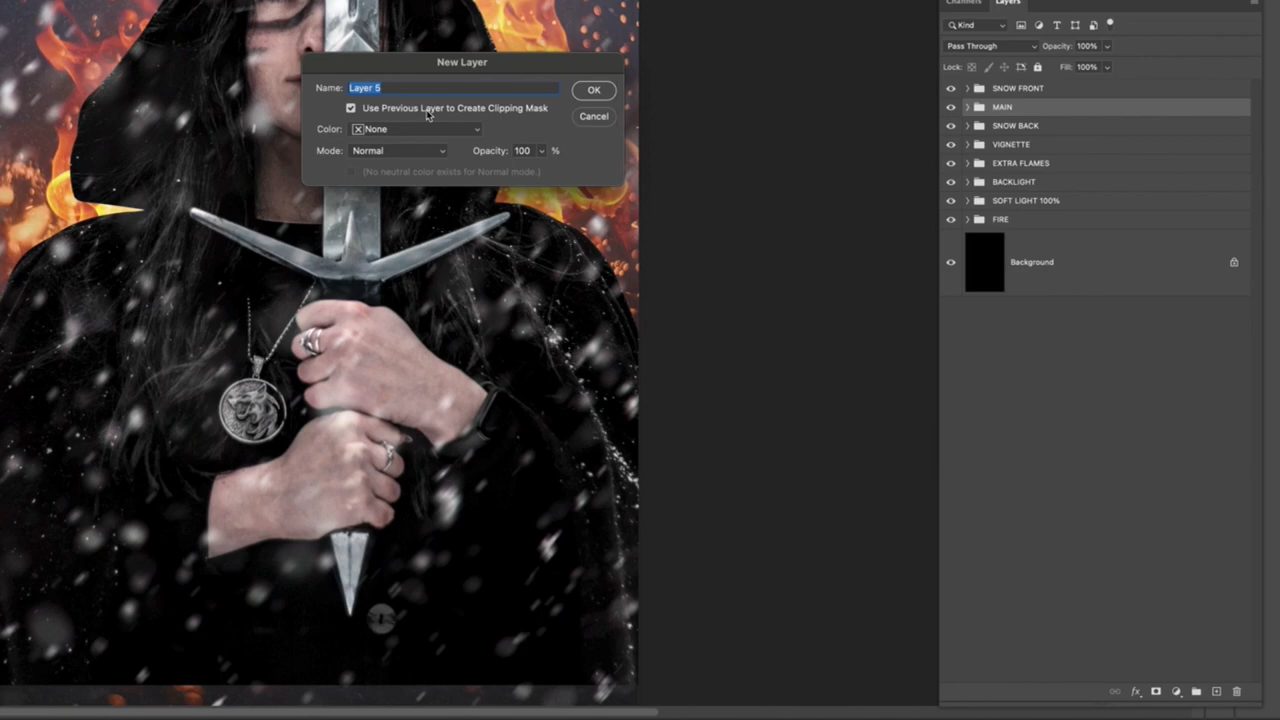 Channels Layers
Kind
Pass Through Opacity: 100%
Lock: Fill: 100%
SNOW FRONT
MAIN
SNOW BACK
VIGNETTE
EXTRA FLAMES
BACKLIGHT
SOFT LIGHT 100%
FIRE
Background
New Layer
Name: Layer 5 OK
Use Previous Layer to Create Clipping Mask
Cancel
Color: None
Mode: Normal Opacity: 100 %
(No neutral color exists for Normal mode.)
fx